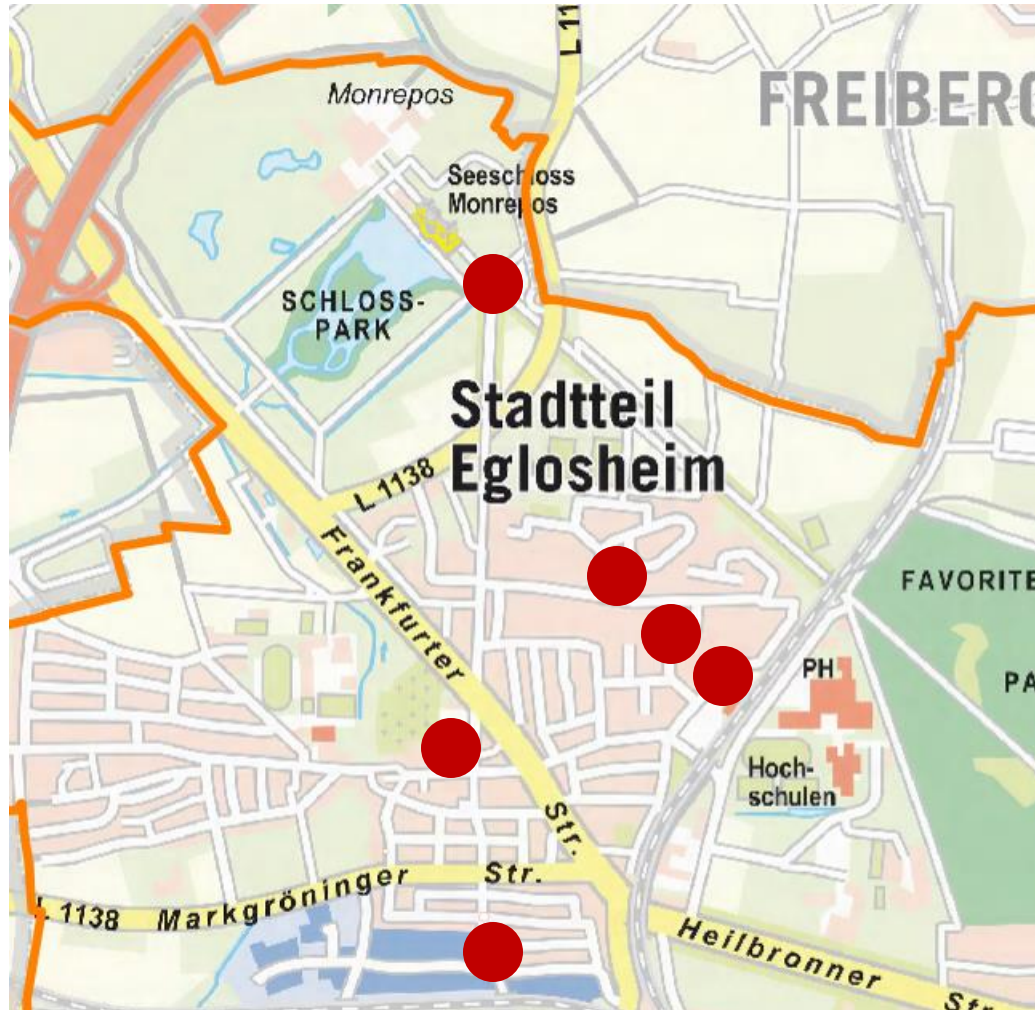 L 11
Monrepos
FREIBERG
Seeschloss
Monrepos
SCHLOSS-
PARK
Stadtteil
Eglosheim
L 1138
Frankfurter
Str.
FAVORITE
PA
PH
Hoch-
schulen
L 1138 Markgröninger Str.
Heilbronner
Str